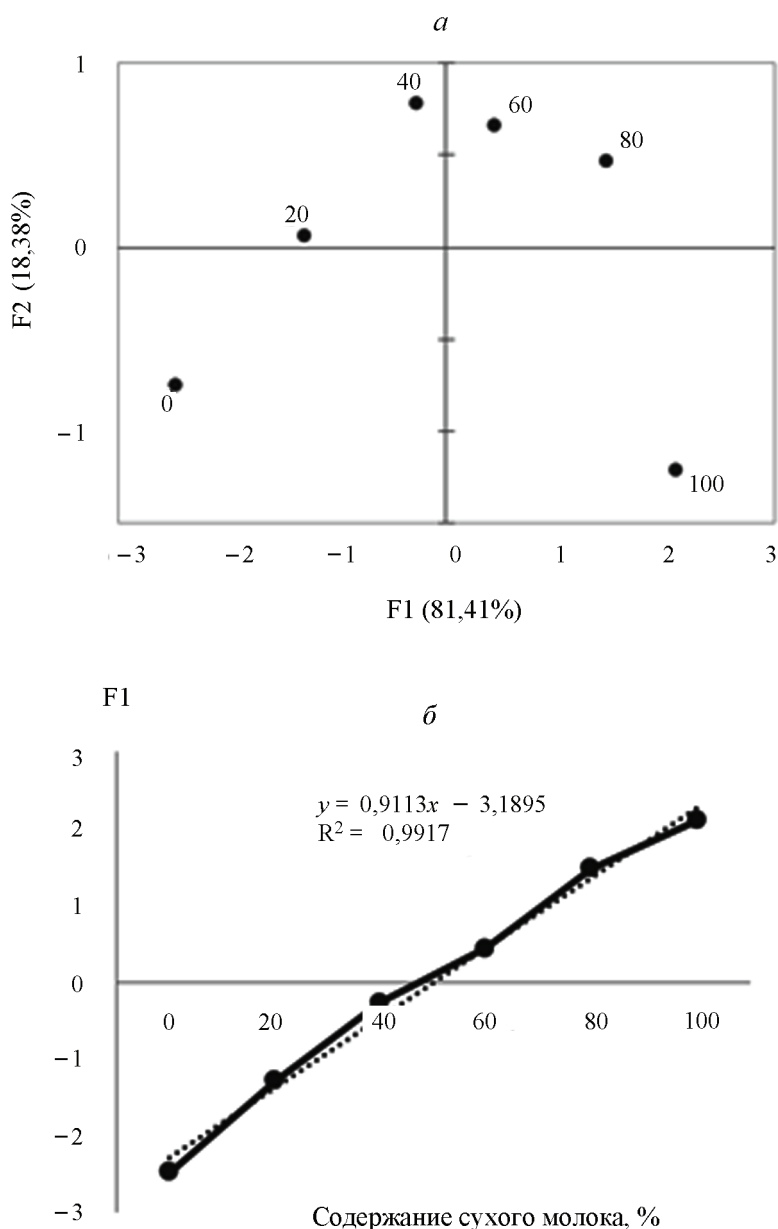 а
1
0
−1
F2 (18,38%)
40
60
80
20
0
100
−3 −2 −1 0 1 2 3
F1 (81,41%)
F1
б
3
2
1
0
−1
−2
−3
y = 0,9113x − 3,1895
R² = 0,9917
0 20 40 60 80 100
Содержание сухого молока, %